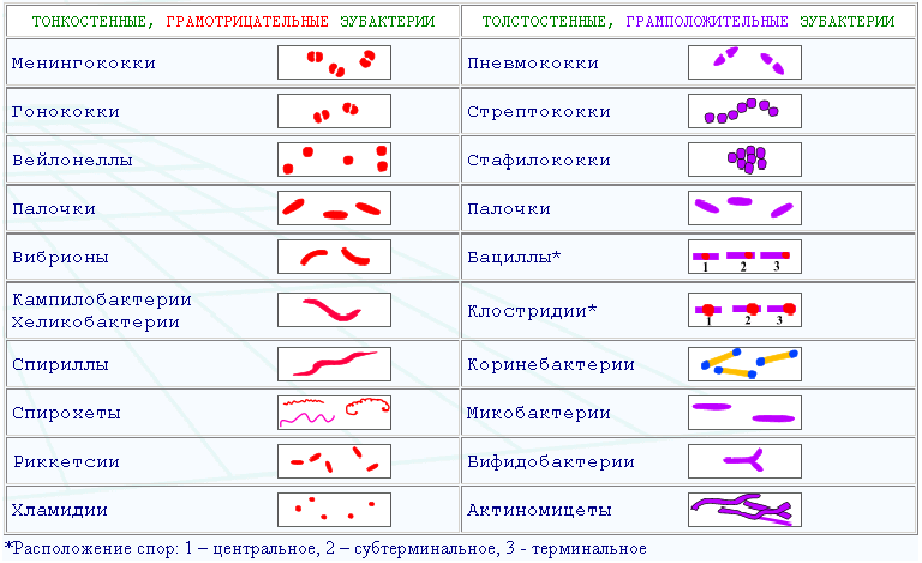 ТОНКОСТЕННЫЕ, ГРАМОТРИЦАТЕЛЬНЫЕ ЭУБАКТЕРИИ
ТОЛСТОСТЕННЫЕ, ГРАМПОЛОЖИТЕЛЬНЫЕ ЭУБАКТЕРИИ
Менингококки
Пневмококки
Гонококки
Стрептококки
Вейлонеллы
Стафилококки
Палочки
Палочки
Вибрионы
Бациллы*
1 2 3
Кампилобактерии
Хеликобактерии
Клостридии*
1 2 3
Спириллы
Коринебактерии
Спирохеты
Микобактерии
Риккетсии
Бифидобактерии
Хламидии
Актиномицеты
*Расположение спор: 1 – центральное, 2 – субтерминальное, 3 - терминальное